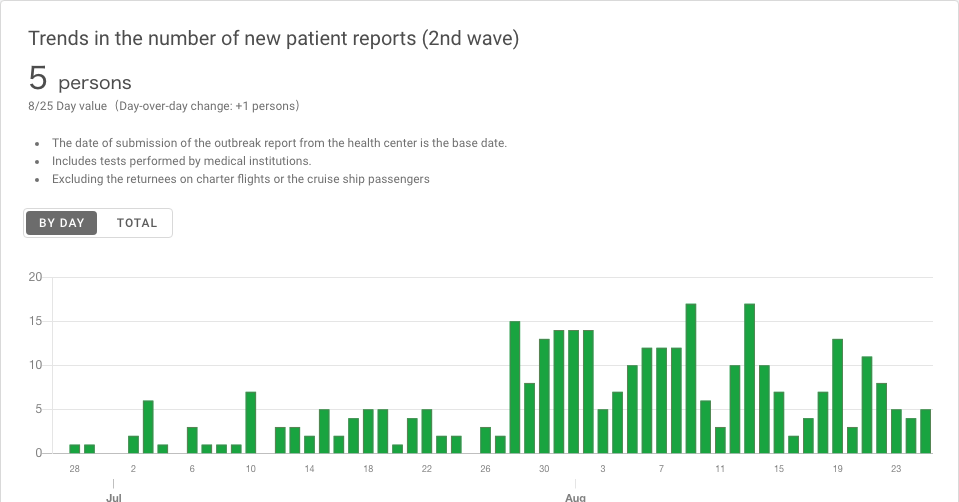 Trends in the number of new patient reports (2nd wave)
5 persons
8/25 Day value（Day-over-day change: +1 persons）
• The date of submission of the outbreak report from the health center is the base date.
• Includes tests performed by medical institutions.
• Excluding the returnees on charter flights or the cruise ship passengers
BY DAY TOTAL
20
15
10
5
0
28 2 6 10 14 18 22 26 30 3 7 11 15 19 23
Jul Aug